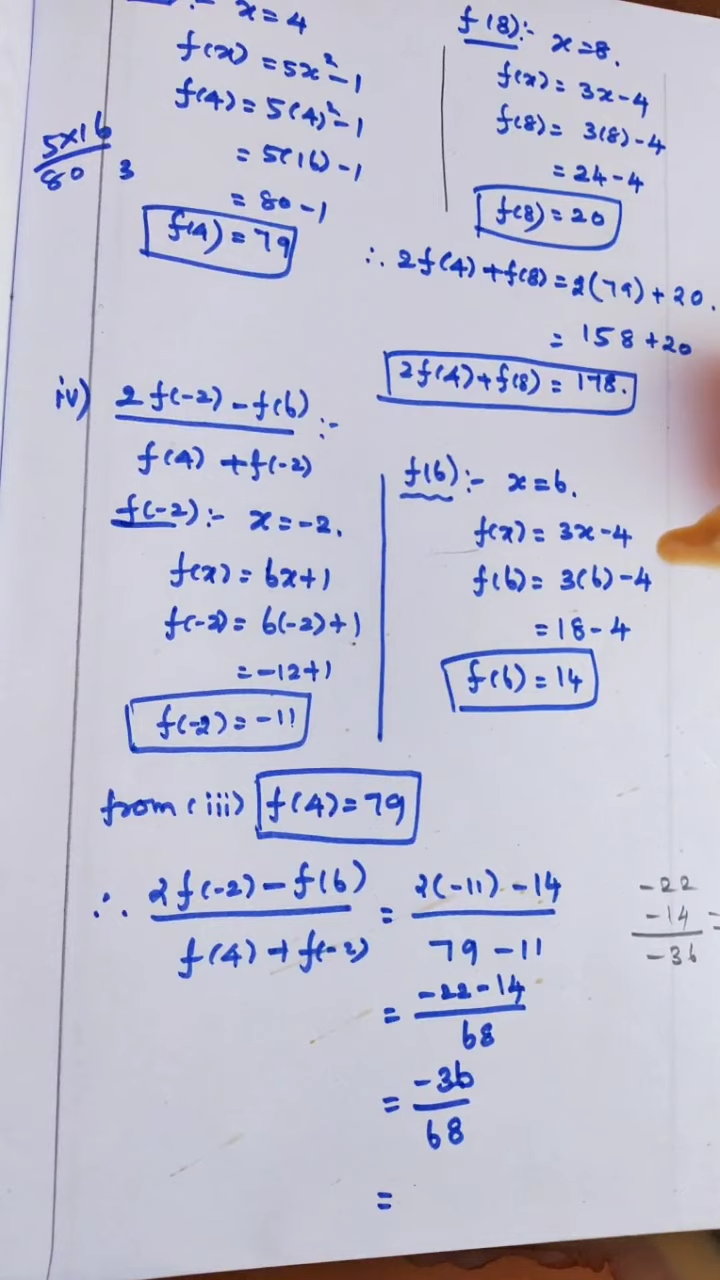 :- x=4
f(x) = 5x²-1
f(4) = 5(4)²-1
= 5(16)-1
= 80-1
f(4) = 79
5x16
80 3
f(8):- x=8.
f(x) = 3x-4
f(8) = 3(8)-4
= 24-4
f(8) = 20
∴ 2f(4)+f(8) = 2(79)+20.
= 158+20
2f(4)+f(8) = 178.
iv) 2f(-2)-f(6) :-
f(4)+f(-2)
f(-2):- x=-2.
f(x) = 6x+1
f(-2) = 6(-2)+1
= -12+1
f(-2) = -11
f(6):- x=6.
f(x) = 3x-4
f(6) = 3(6)-4
= 18-4
f(6) = 14
from (iii) f(4) = 79
∴ 2f(-2)-f(6) = 2(-11)-14
f(4)+f(-2) 79-11
= -22-14
68
= -36
68
=
-22
-14 =
-36